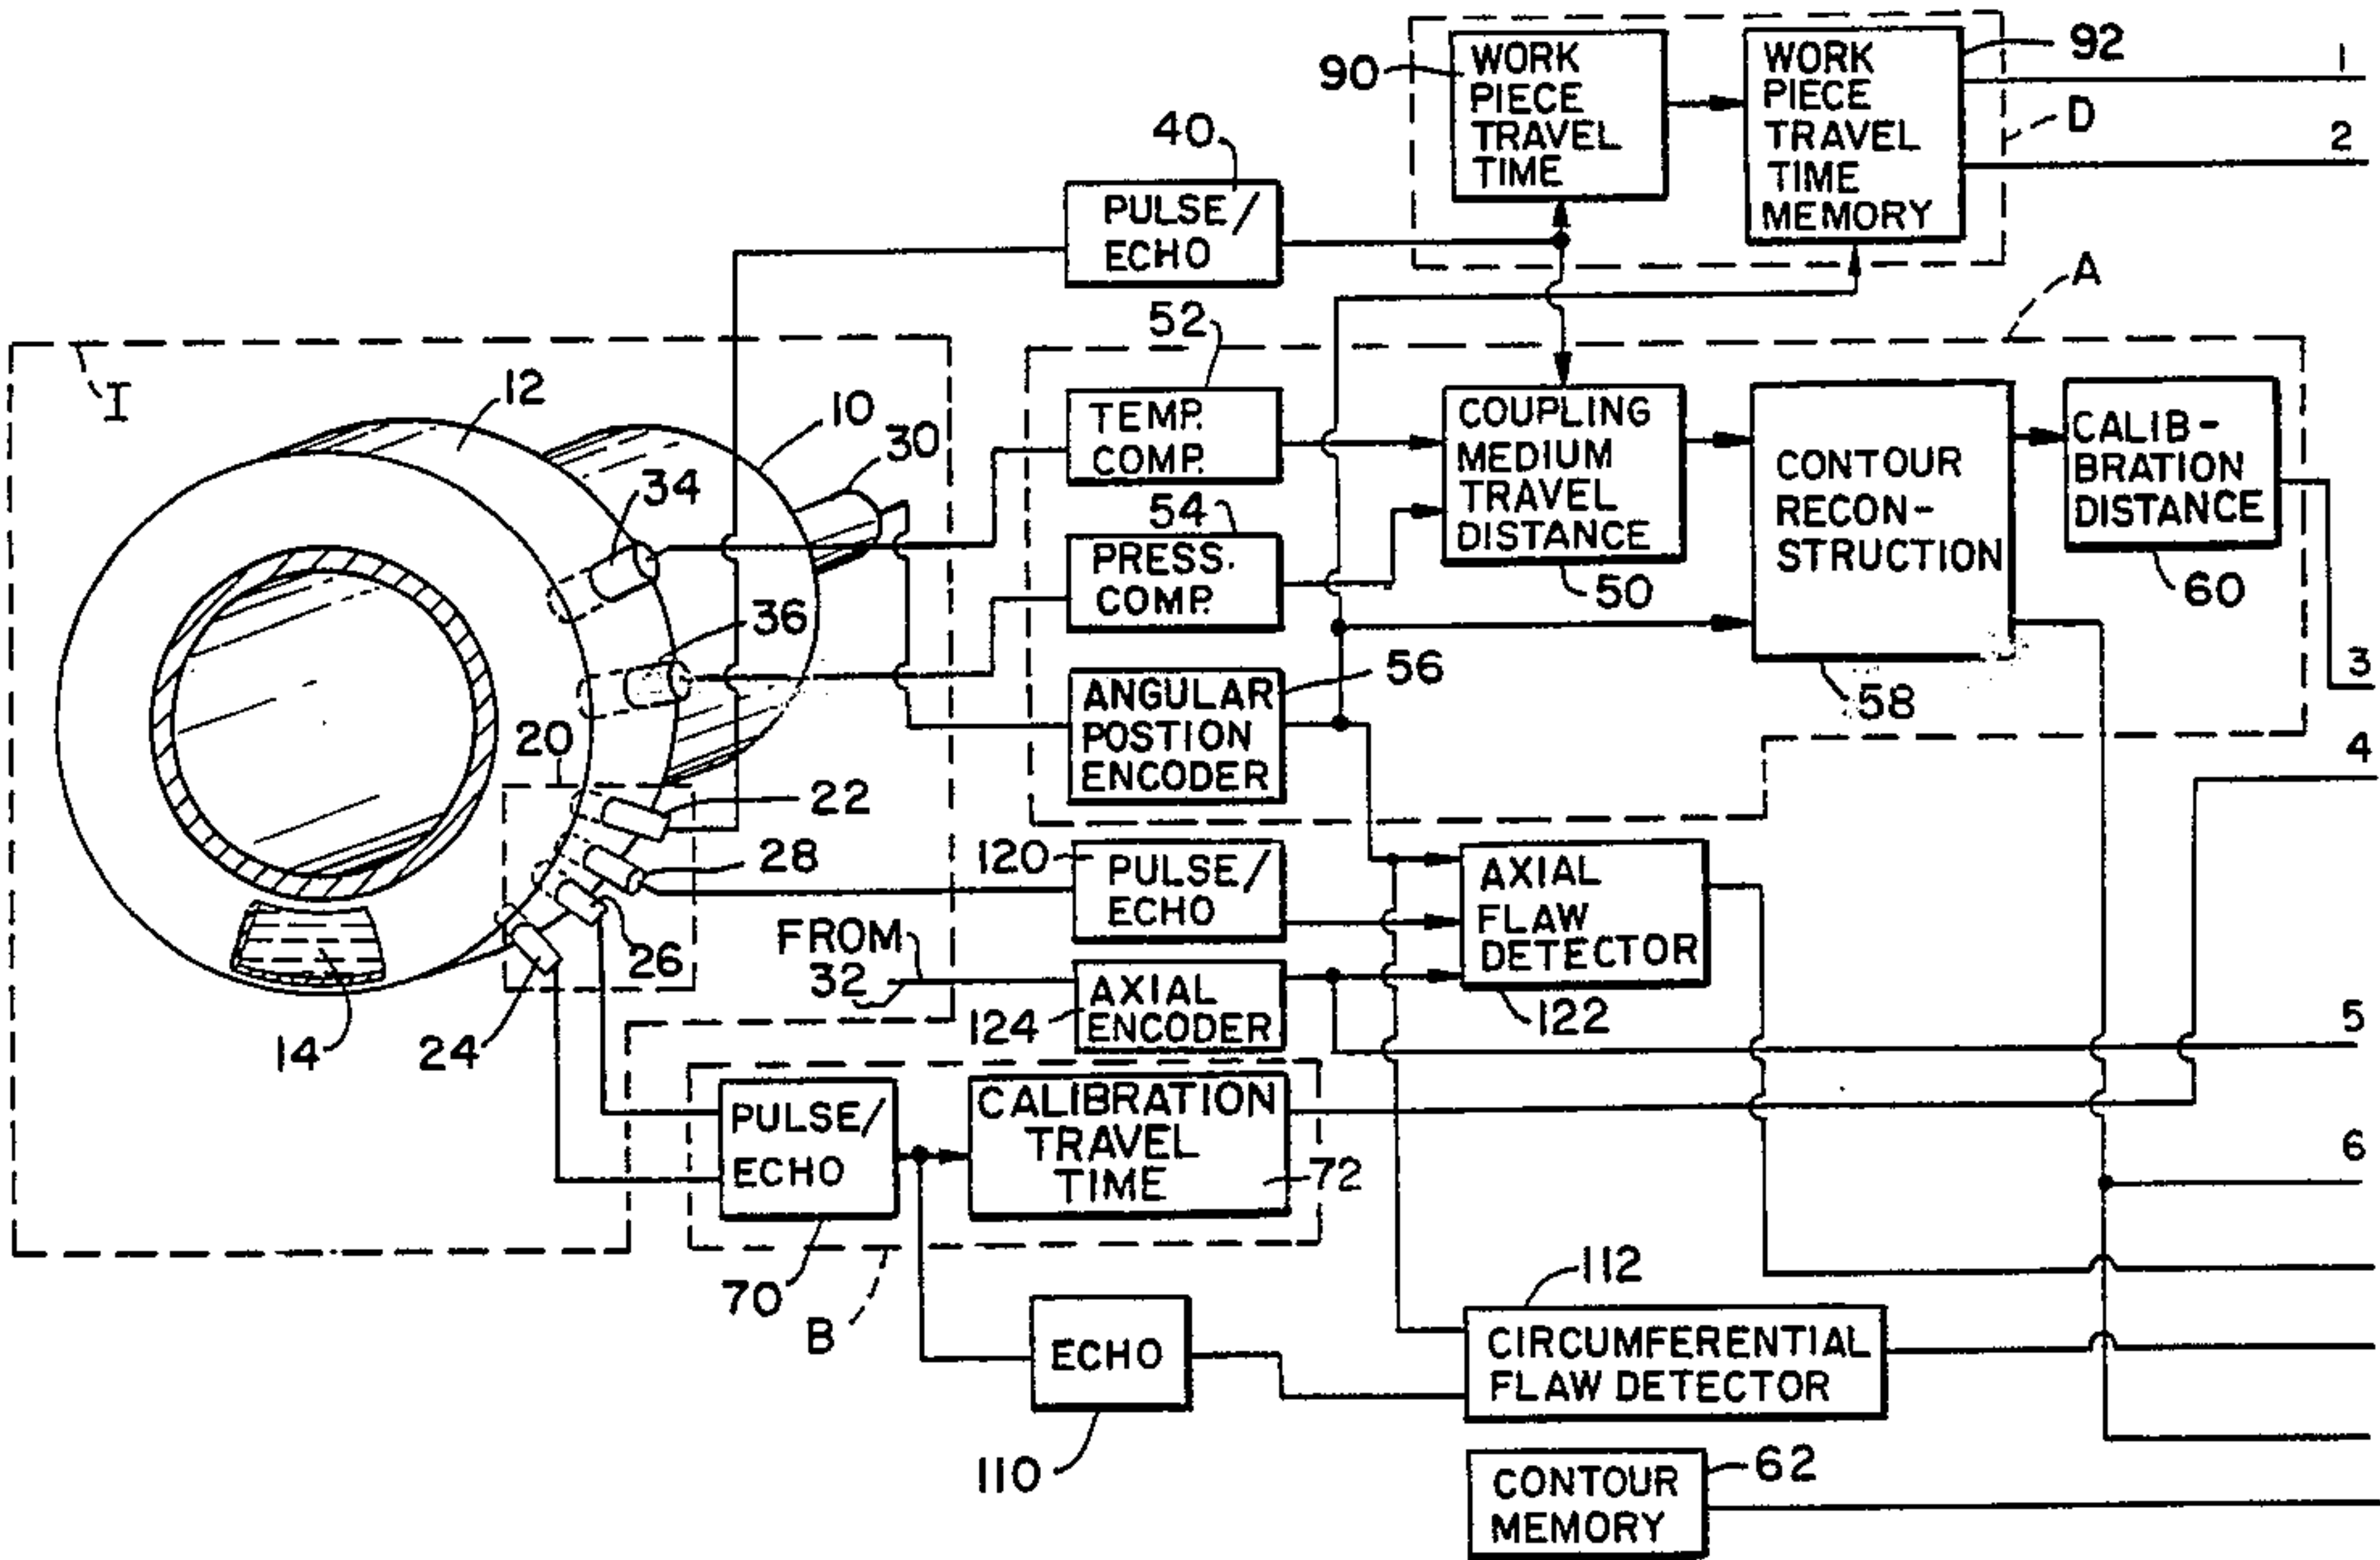 90
WORK
PIECE
TRAVEL
TIME
WORK
PIECE
TRAVEL
TIME
MEMORY
92
1
D
2
40
PULSE/
ECHO
A
I
12
10
30
34
36
52
TEMP.
COMP.
54
PRESS.
COMP.
COUPLING
MEDIUM
TRAVEL
DISTANCE
50
CONTOUR
RECON-
STRUCTION
58
CALIB-
BRATION
DISTANCE
60
3
56
ANGULAR
POSTION
ENCODER
4
20
22
28
26
24
14
120
PULSE/
ECHO
FROM
32
124
AXIAL
ENCODER
AXIAL
FLAW
DETECTOR
122
5
PULSE/
ECHO
70
CALIBRATION
TRAVEL
TIME
72
B
6
ECHO
110
112
CIRCUMFERENTIAL
FLAW DETECTOR
CONTOUR
MEMORY
62